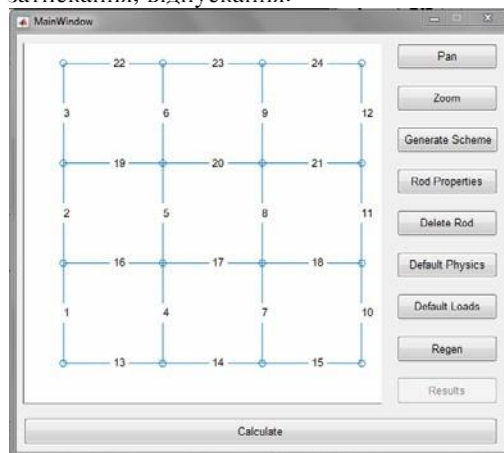 затискання, відпускання.
MainWindow
22 23 24
Pan
Zoom
3 6 9 12
Generate Scheme
19 20 21
Rod Properties
2 5 8 11
Delete Rod
16 17 18
Default Physics
1 4 7 10
Default Loads
Regen
13 14 15
Results
Calculate